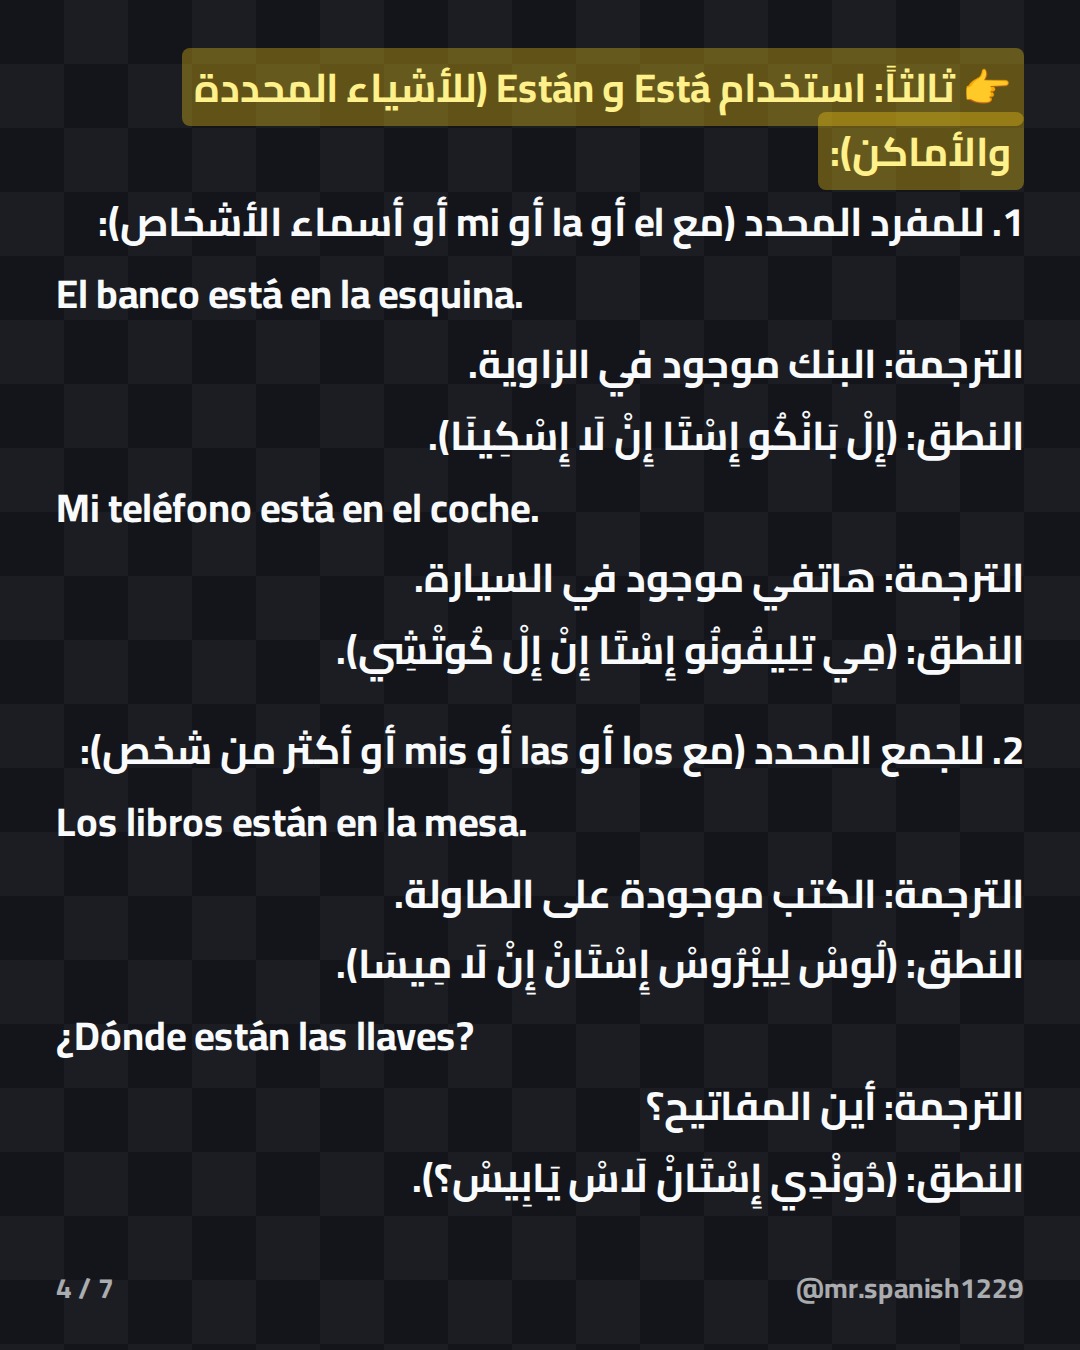 👉 ثالثاً: استخدام Está و Están (للأشياء المحددة
والأماكن):
1. للمفرد المحدد (مع el أو la أو mi أو أسماء الأشخاص):
El banco está en la esquina.
الترجمة: البنك موجود في الزاوية.
النطق: (إِلْ بَانْكُو إِسْتَا إِنْ لَا إِسْكِينَا).
Mi teléfono está en el coche.
الترجمة: هاتفي موجود في السيارة.
النطق: (مِي تِلِيفُونُو إِسْتَا إِنْ إِلْ كُوتْشِي).
2. للجمع المحدد (مع los أو las أو mis أو أكثر من شخص):
Los libros están en la mesa.
الترجمة: الكتب موجودة على الطاولة.
النطق: (لُوسْ لِيبْرُوسْ إِسْتَانْ إِنْ لَا مِيسَا).
¿Dónde están las llaves?
الترجمة: أين المفاتيح؟
النطق: (دُونْدِي إِسْتَانْ لَاسْ يَابِيسْ؟).
4 / 7
@mr.spanish1229